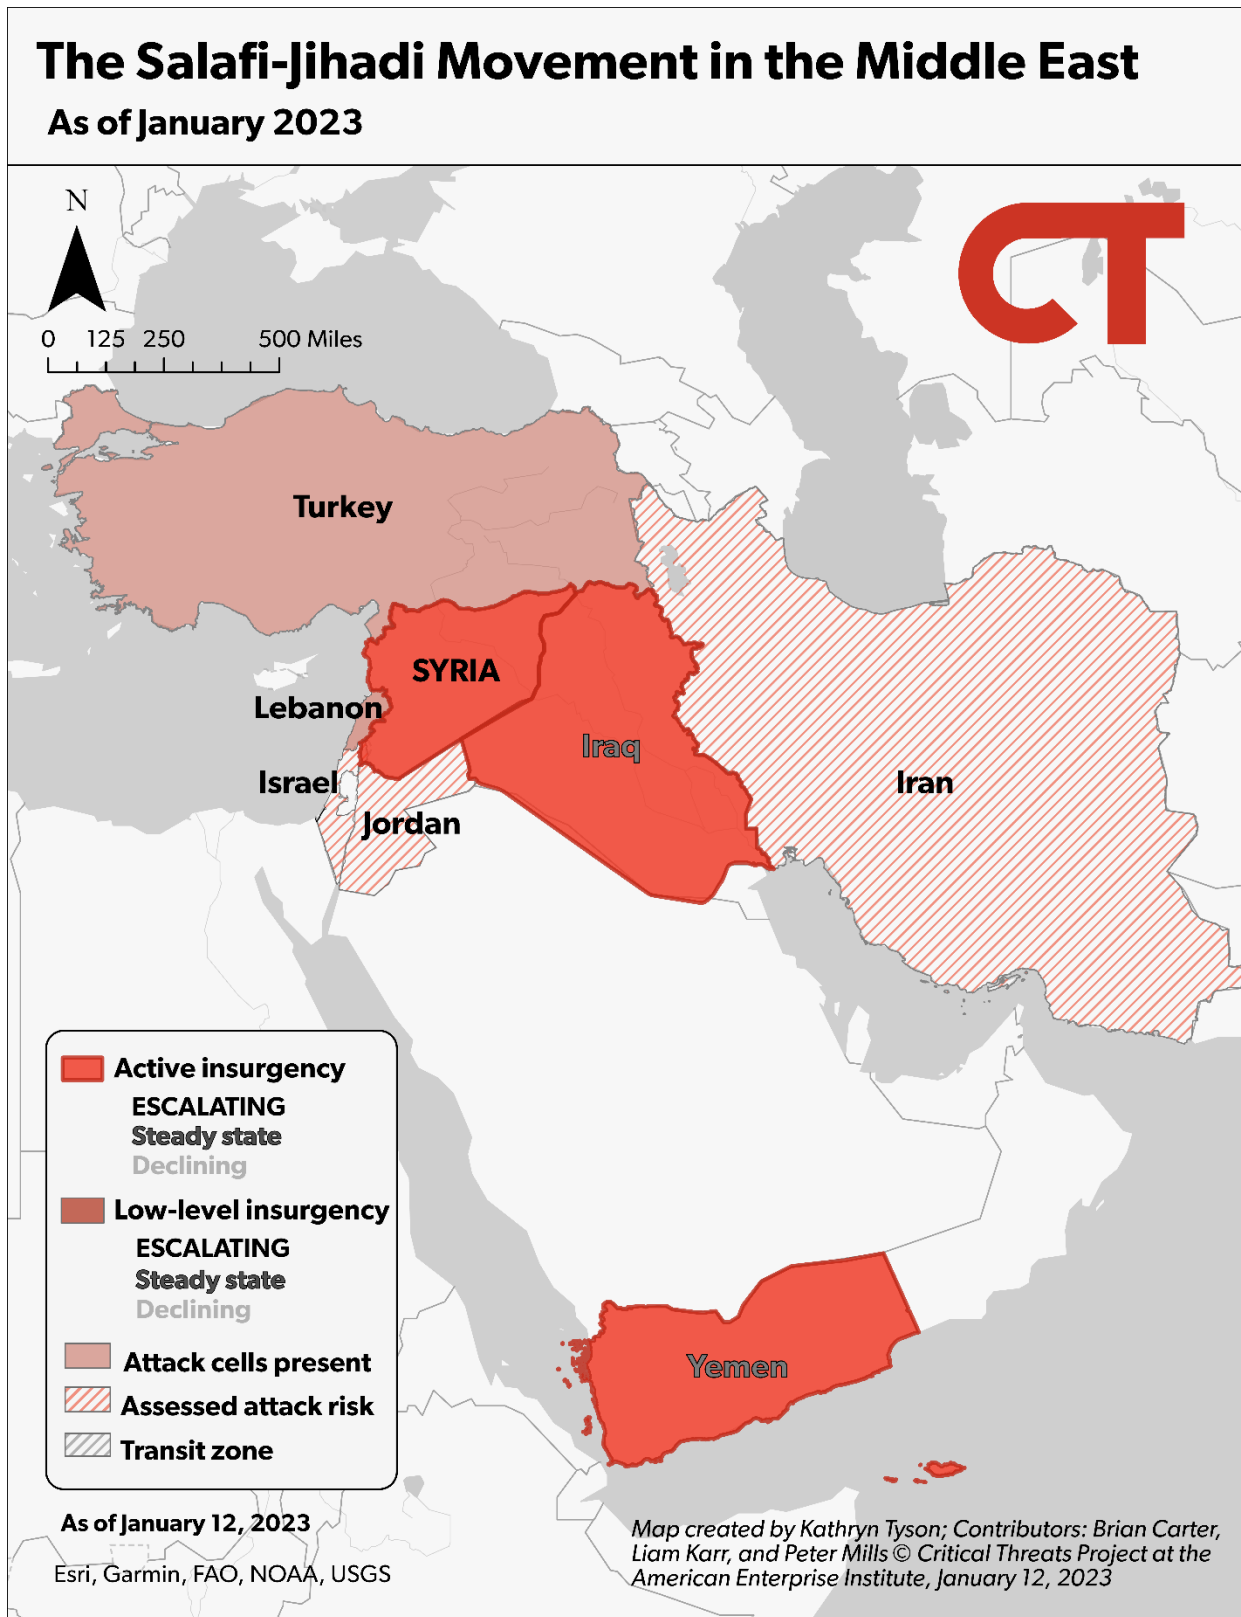 The Salafi-Jihadi Movement in the Middle East
As of January 2023
N
0 125 250 500 Miles
CT
Turkey
SYRIA
Lebanon
Iraq
Israel
Iran
Jordan
Active insurgency
ESCALATING
Steady state
Declining
Low-level insurgency
ESCALATING
Steady state
Declining
Attack cells present
Assessed attack risk
Transit zone
Yemen
As of January 12, 2023
Esri, Garmin, FAO, NOAA, USGS
Map created by Kathryn Tyson; Contributors: Brian Carter,
Liam Karr, and Peter Mills © Critical Threats Project at the
American Enterprise Institute, January 12, 2023